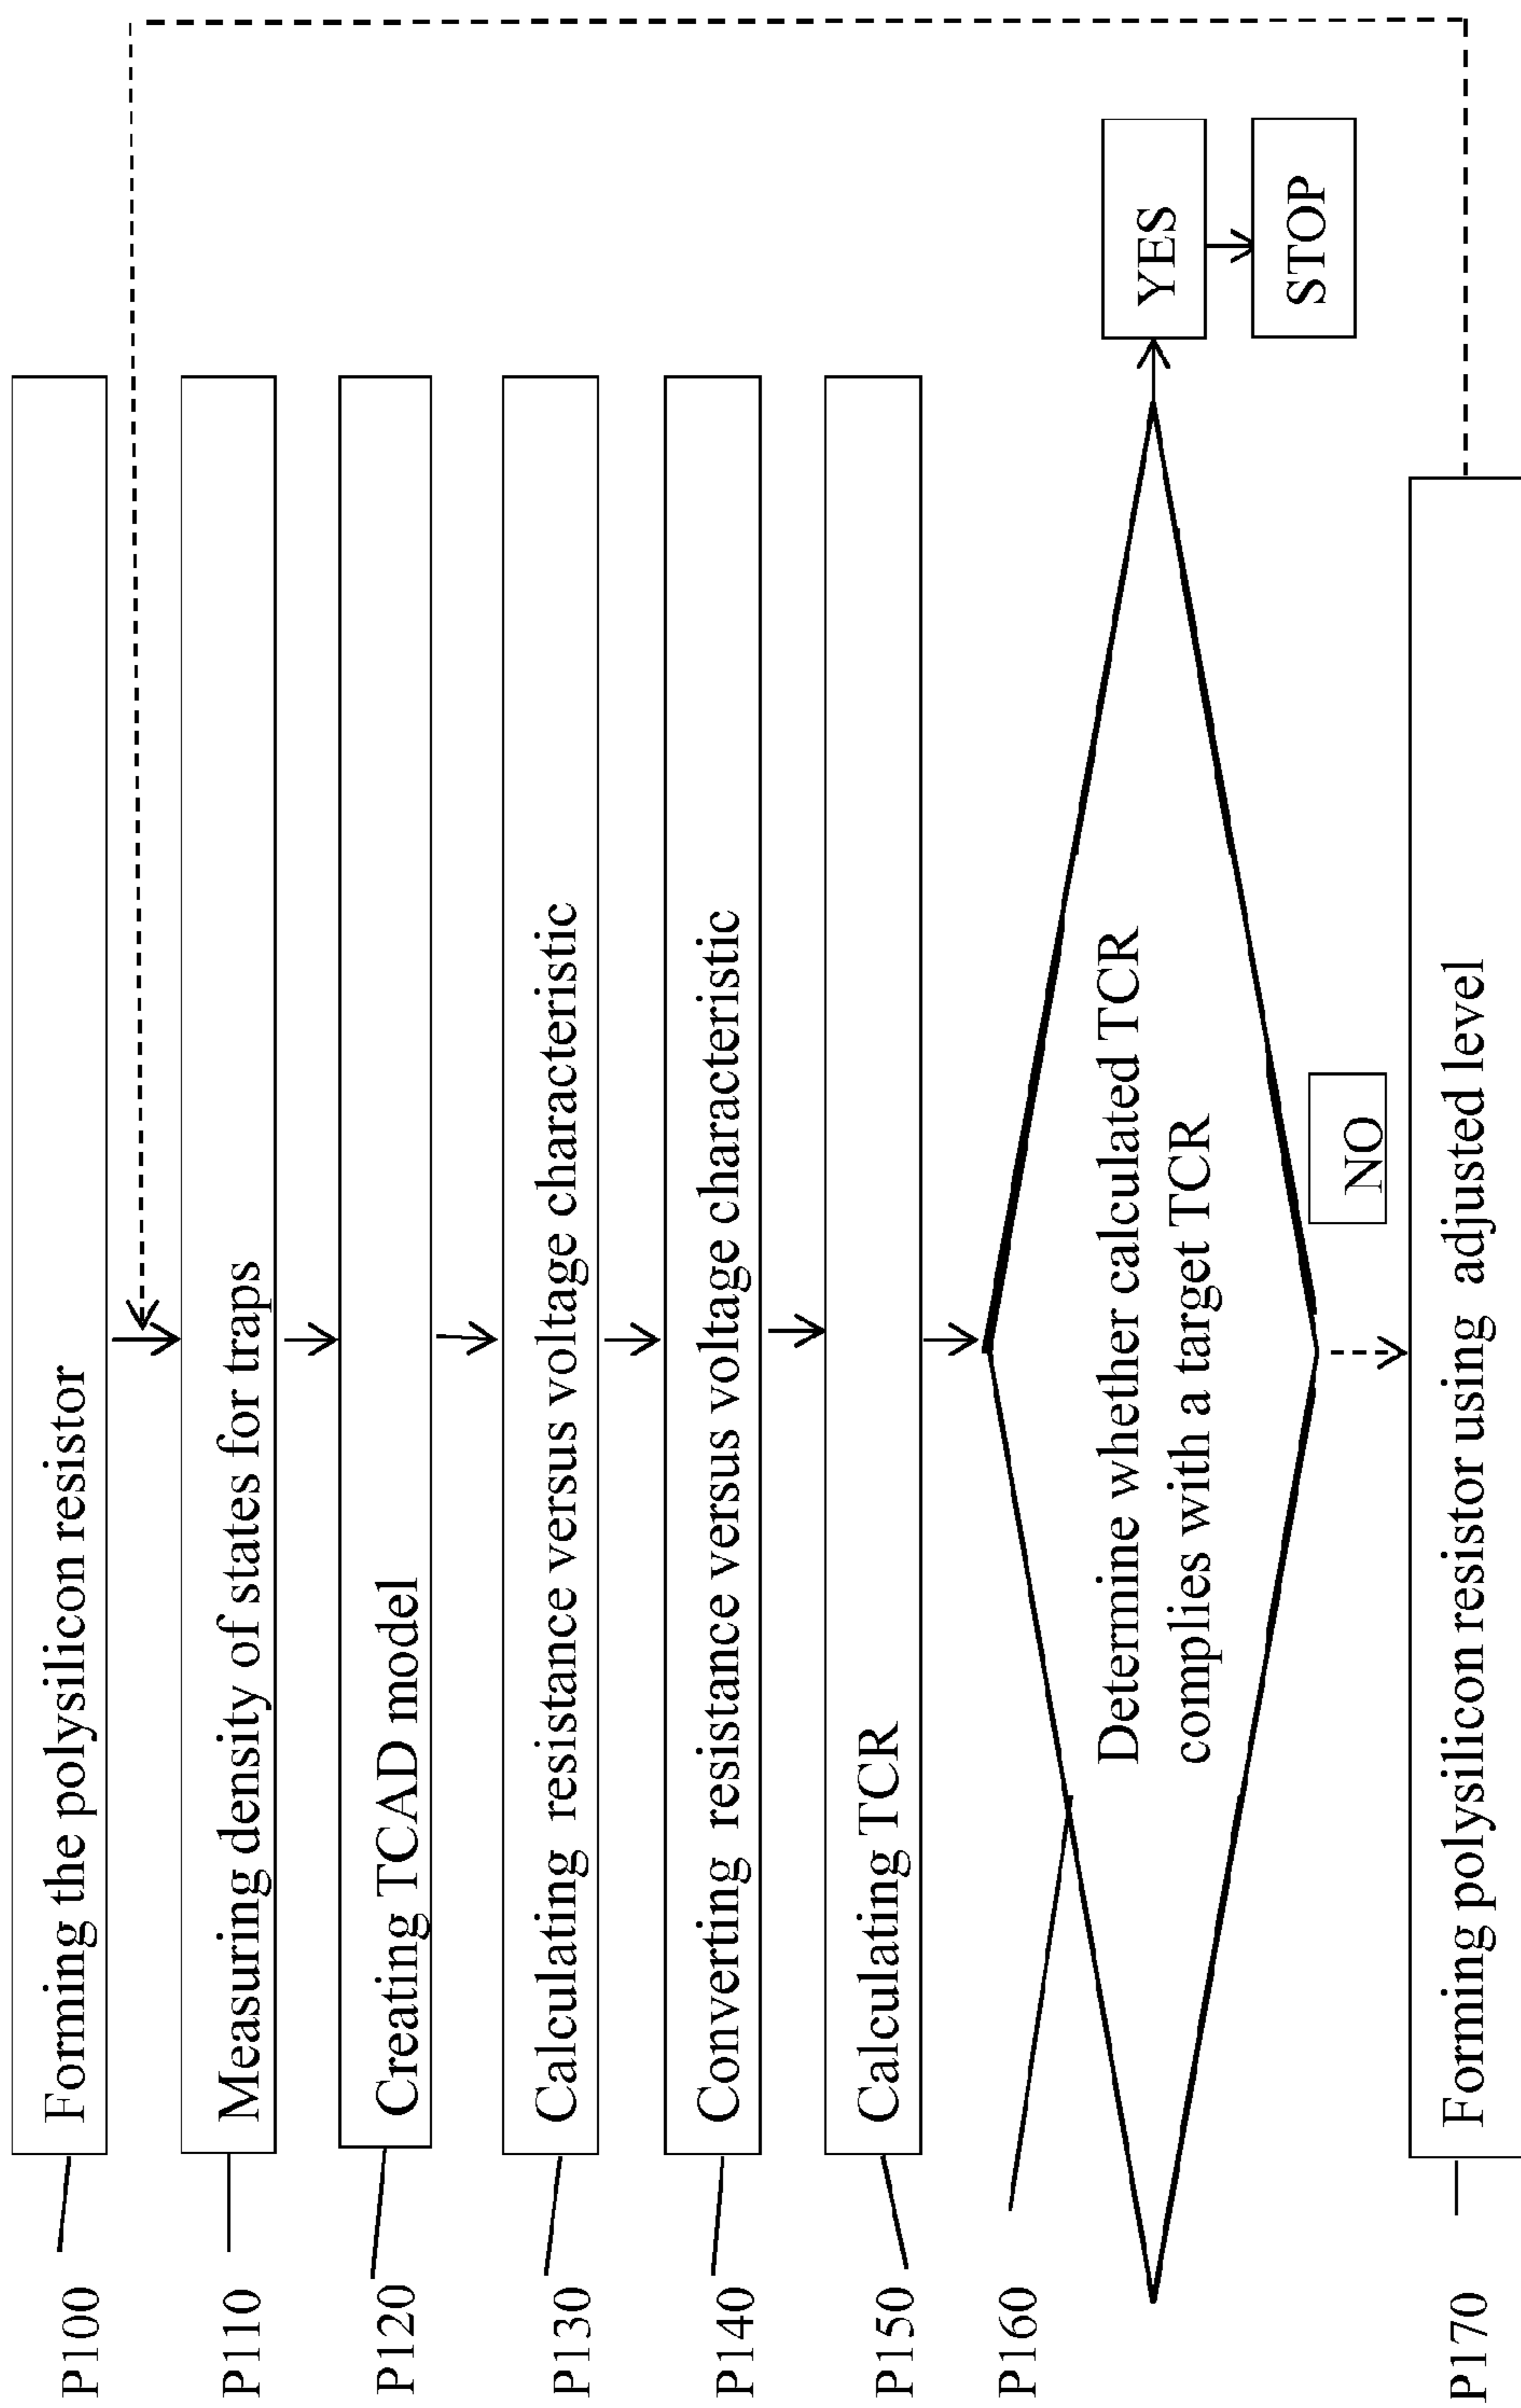 P100
Forming the polysilicon resistor
P110
Measuring density of states for traps
P120
Creating TCAD model
P130
Calculating resistance versus voltage characteristic
P140
Converting resistance versus voltage characteristic
P150
Calculating TCR
P160
Determine whether calculated TCR
complies with a target TCR
YES
STOP
NO
P170
Forming polysilicon resistor using adjusted level